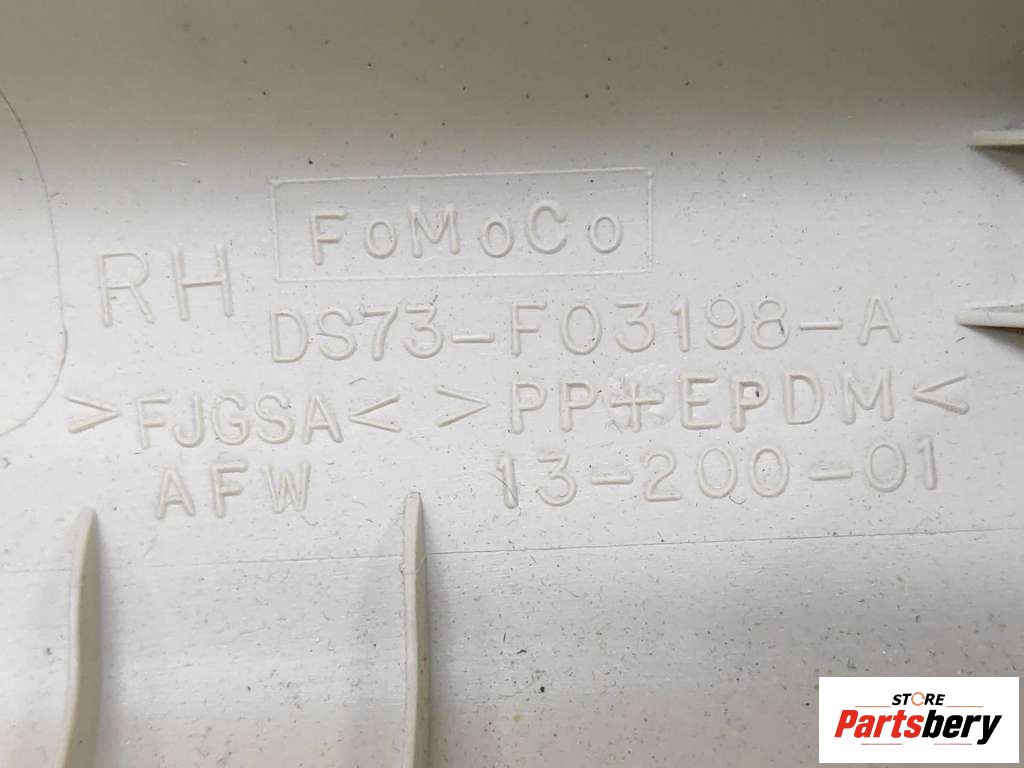 FoMoCo
RH
DS73-F03198-A
>FJGSA< >PP+EPDM<
AFW 13-200-01
STORE
Partsbery